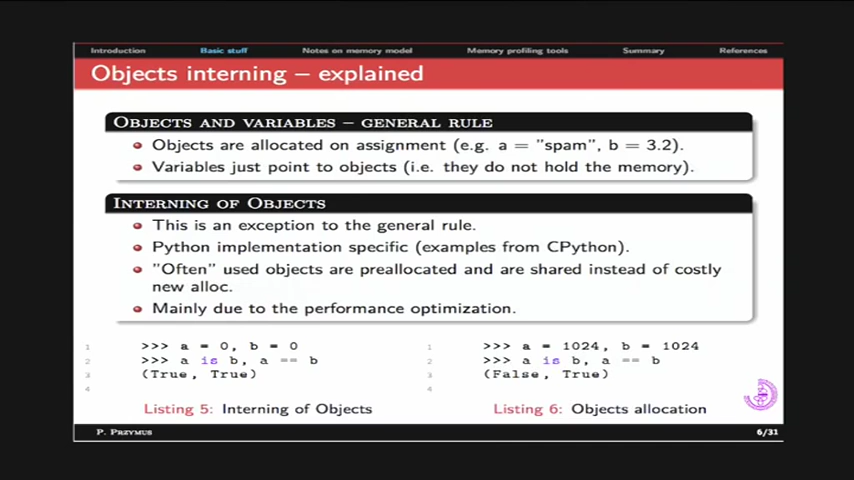 Introduction Basic stuff Notes on memory model Memory profiling tools Summary References
Objects interning – explained
OBJECTS AND VARIABLES – GENERAL RULE
Objects are allocated on assignment (e.g. a = "spam", b = 3.2).
Variables just point to objects (i.e. they do not hold the memory).
INTERNING OF OBJECTS
This is an exception to the general rule.
Python implementation specific (examples from CPython).
"Often" used objects are preallocated and are shared instead of costly
new alloc.
Mainly due to the performance optimization.
1 >>> a = 0, b = 0
2 >>> a is b, a == b
3 (True, True)
4
Listing 5: Interning of Objects
1 >>> a = 1024, b = 1024
2 >>> a is b, a == b
3 (False, True)
4
Listing 6: Objects allocation
P. PRZYMUS 6/31